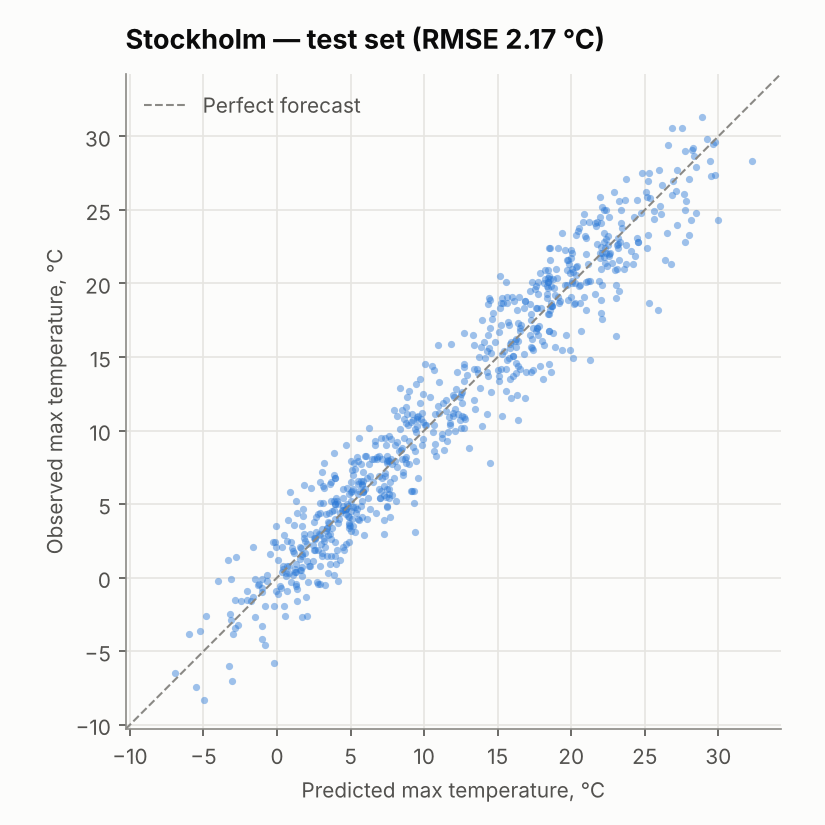 Stockholm — test set (RMSE 2.17 °C)
Perfect forecast
30
25
20
15
10
5
0
−5
−10
Observed max temperature, °C
−10 −5 0 5 10 15 20 25 30
Predicted max temperature, °C